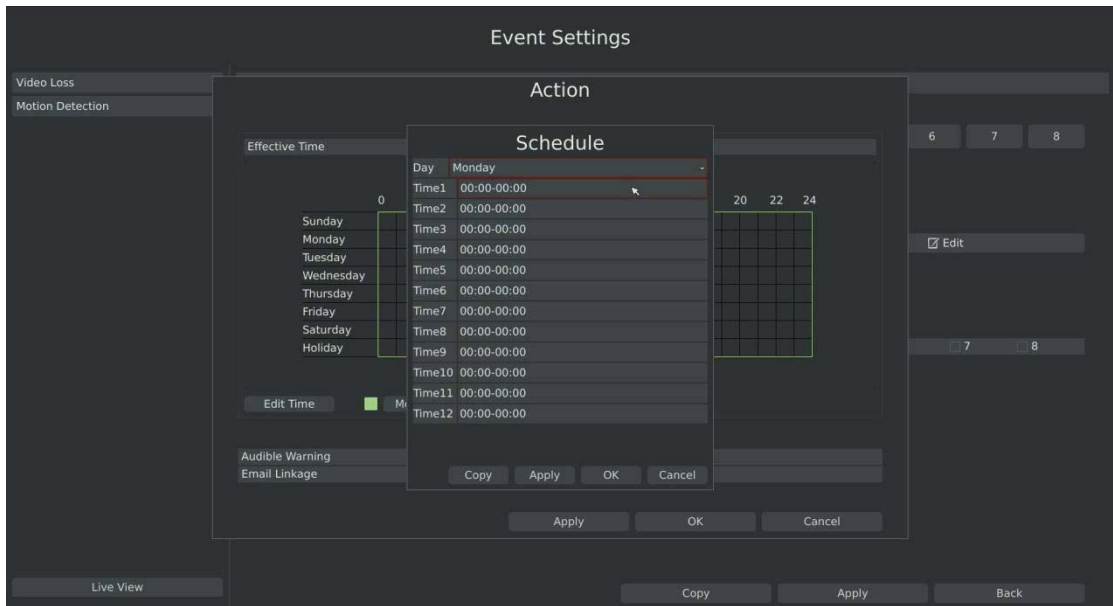 Event Settings
Video Loss
Motion Detection
Action
6 7 8
Effective Time
Schedule
Day Monday
Time1 00:00-00:00
Time2 00:00-00:00
Time3 00:00-00:00
Time4 00:00-00:00
Time5 00:00-00:00
Time6 00:00-00:00
Time7 00:00-00:00
Time8 00:00-00:00
Time9 00:00-00:00
Time10 00:00-00:00
Time11 00:00-00:00
Time12 00:00-00:00
Copy Apply OK Cancel
0 20 22 24
Sunday
Monday
Tuesday
Wednesday
Thursday
Friday
Saturday
Holiday
Edit
7 8
Edit Time
Audible Warning
Email Linkage
Apply OK Cancel
Live View
Copy Apply Back